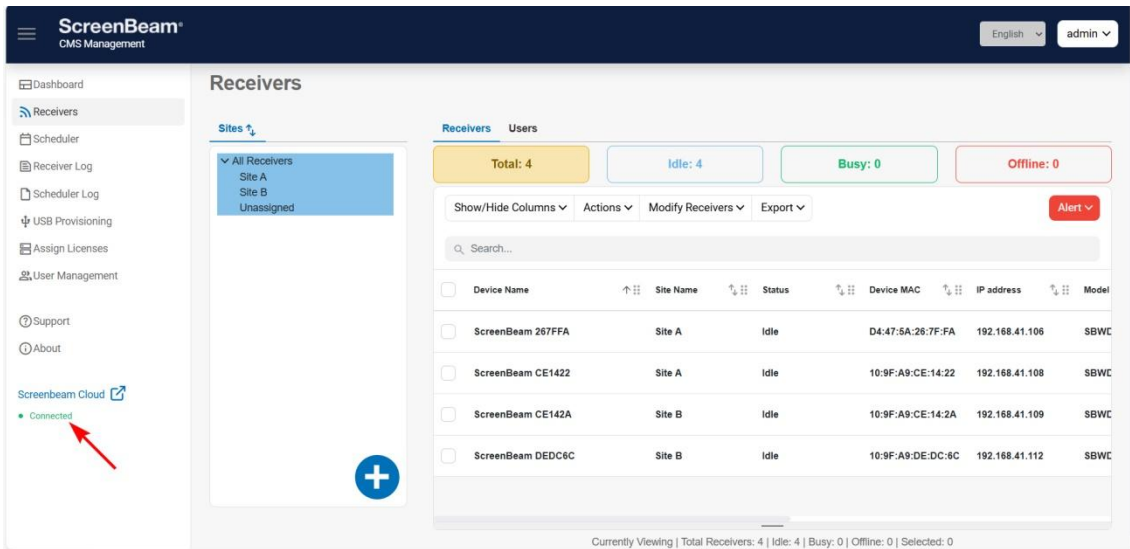 ScreenBeam®
CMS Management
English
admin
Dashboard
Receivers
Scheduler
Receiver Log
Scheduler Log
USB Provisioning
Assign Licenses
User Management
Support
About
Screenbeam Cloud
Connected
Receivers
Sites
All Receivers
Site A
Site B
Unassigned
Receivers Users
Total: 4 Idle: 4 Busy: 0 Offline: 0
Show/Hide Columns Actions Modify Receivers Export Alert
Search...
Device Name Site Name Status Device MAC IP address Model
ScreenBeam 267FFA Site A Idle D4:47:5A:26:7F:FA 192.168.41.106 SBWD
ScreenBeam CE1422 Site A Idle 10:9F:A9:CE:14:22 192.168.41.108 SBWD
ScreenBeam CE142A Site B Idle 10:9F:A9:CE:14:2A 192.168.41.109 SBWD
ScreenBeam DEDC6C Site B Idle 10:9F:A9:DE:DC:6C 192.168.41.112 SBWD
Currently Viewing | Total Receivers: 4 | Idle: 4 | Busy: 0 | Offline: 0 | Selected: 0